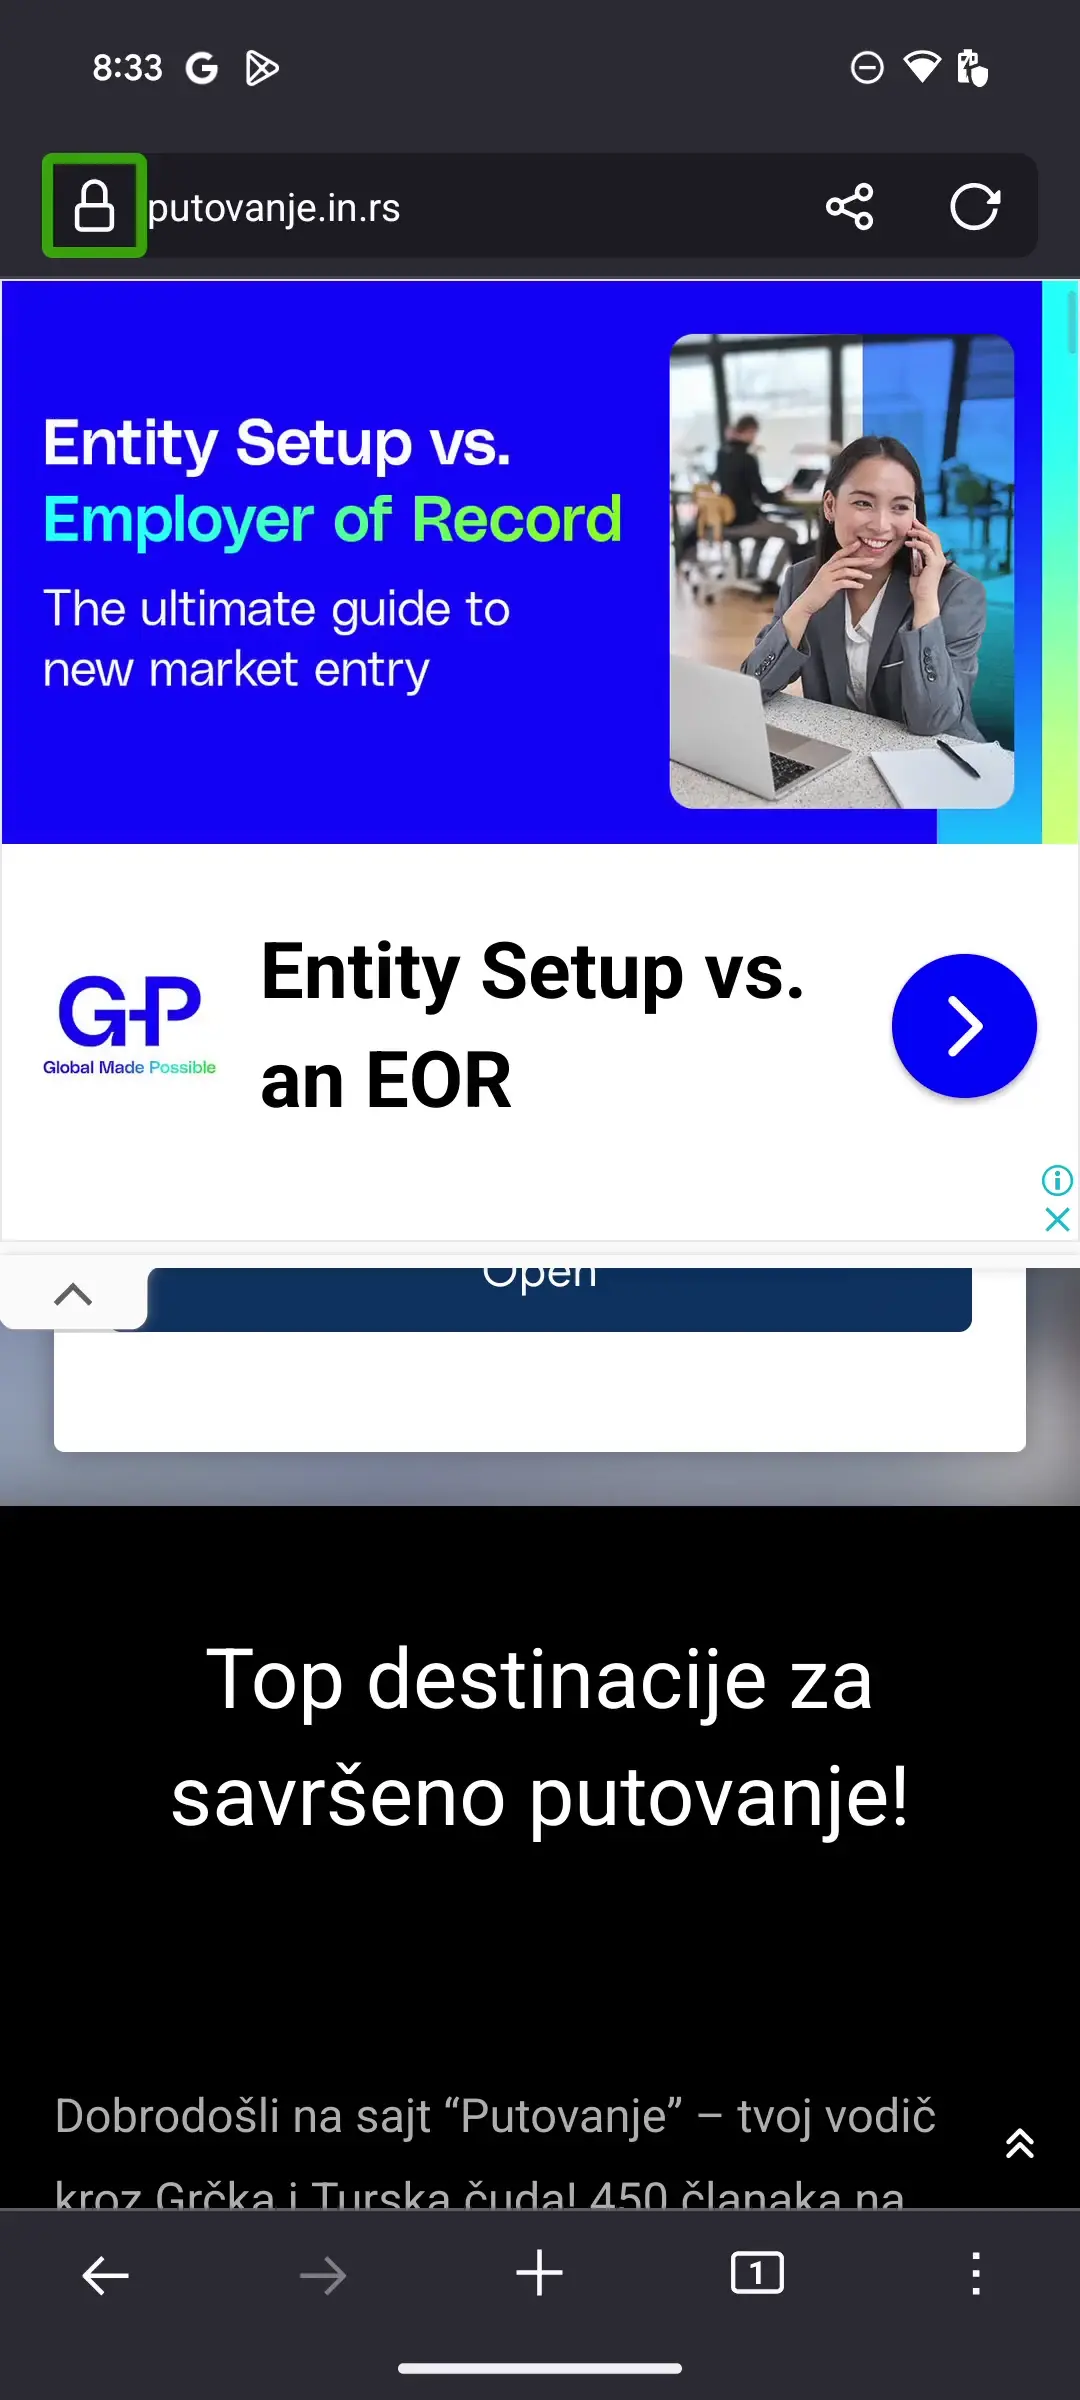 8:33
putovanje.in.rs
Entity Setup vs.
Employer of Record
The ultimate guide to
new market entry
GP
Global Made Possible
Entity Setup vs.
an EOR
Open
Top destinacije za
savršeno putovanje!
Dobrodošli na sajt “Putovanje” – tvoj vodič
kroz Grčka i Turska čuda! 450 članaka na
1